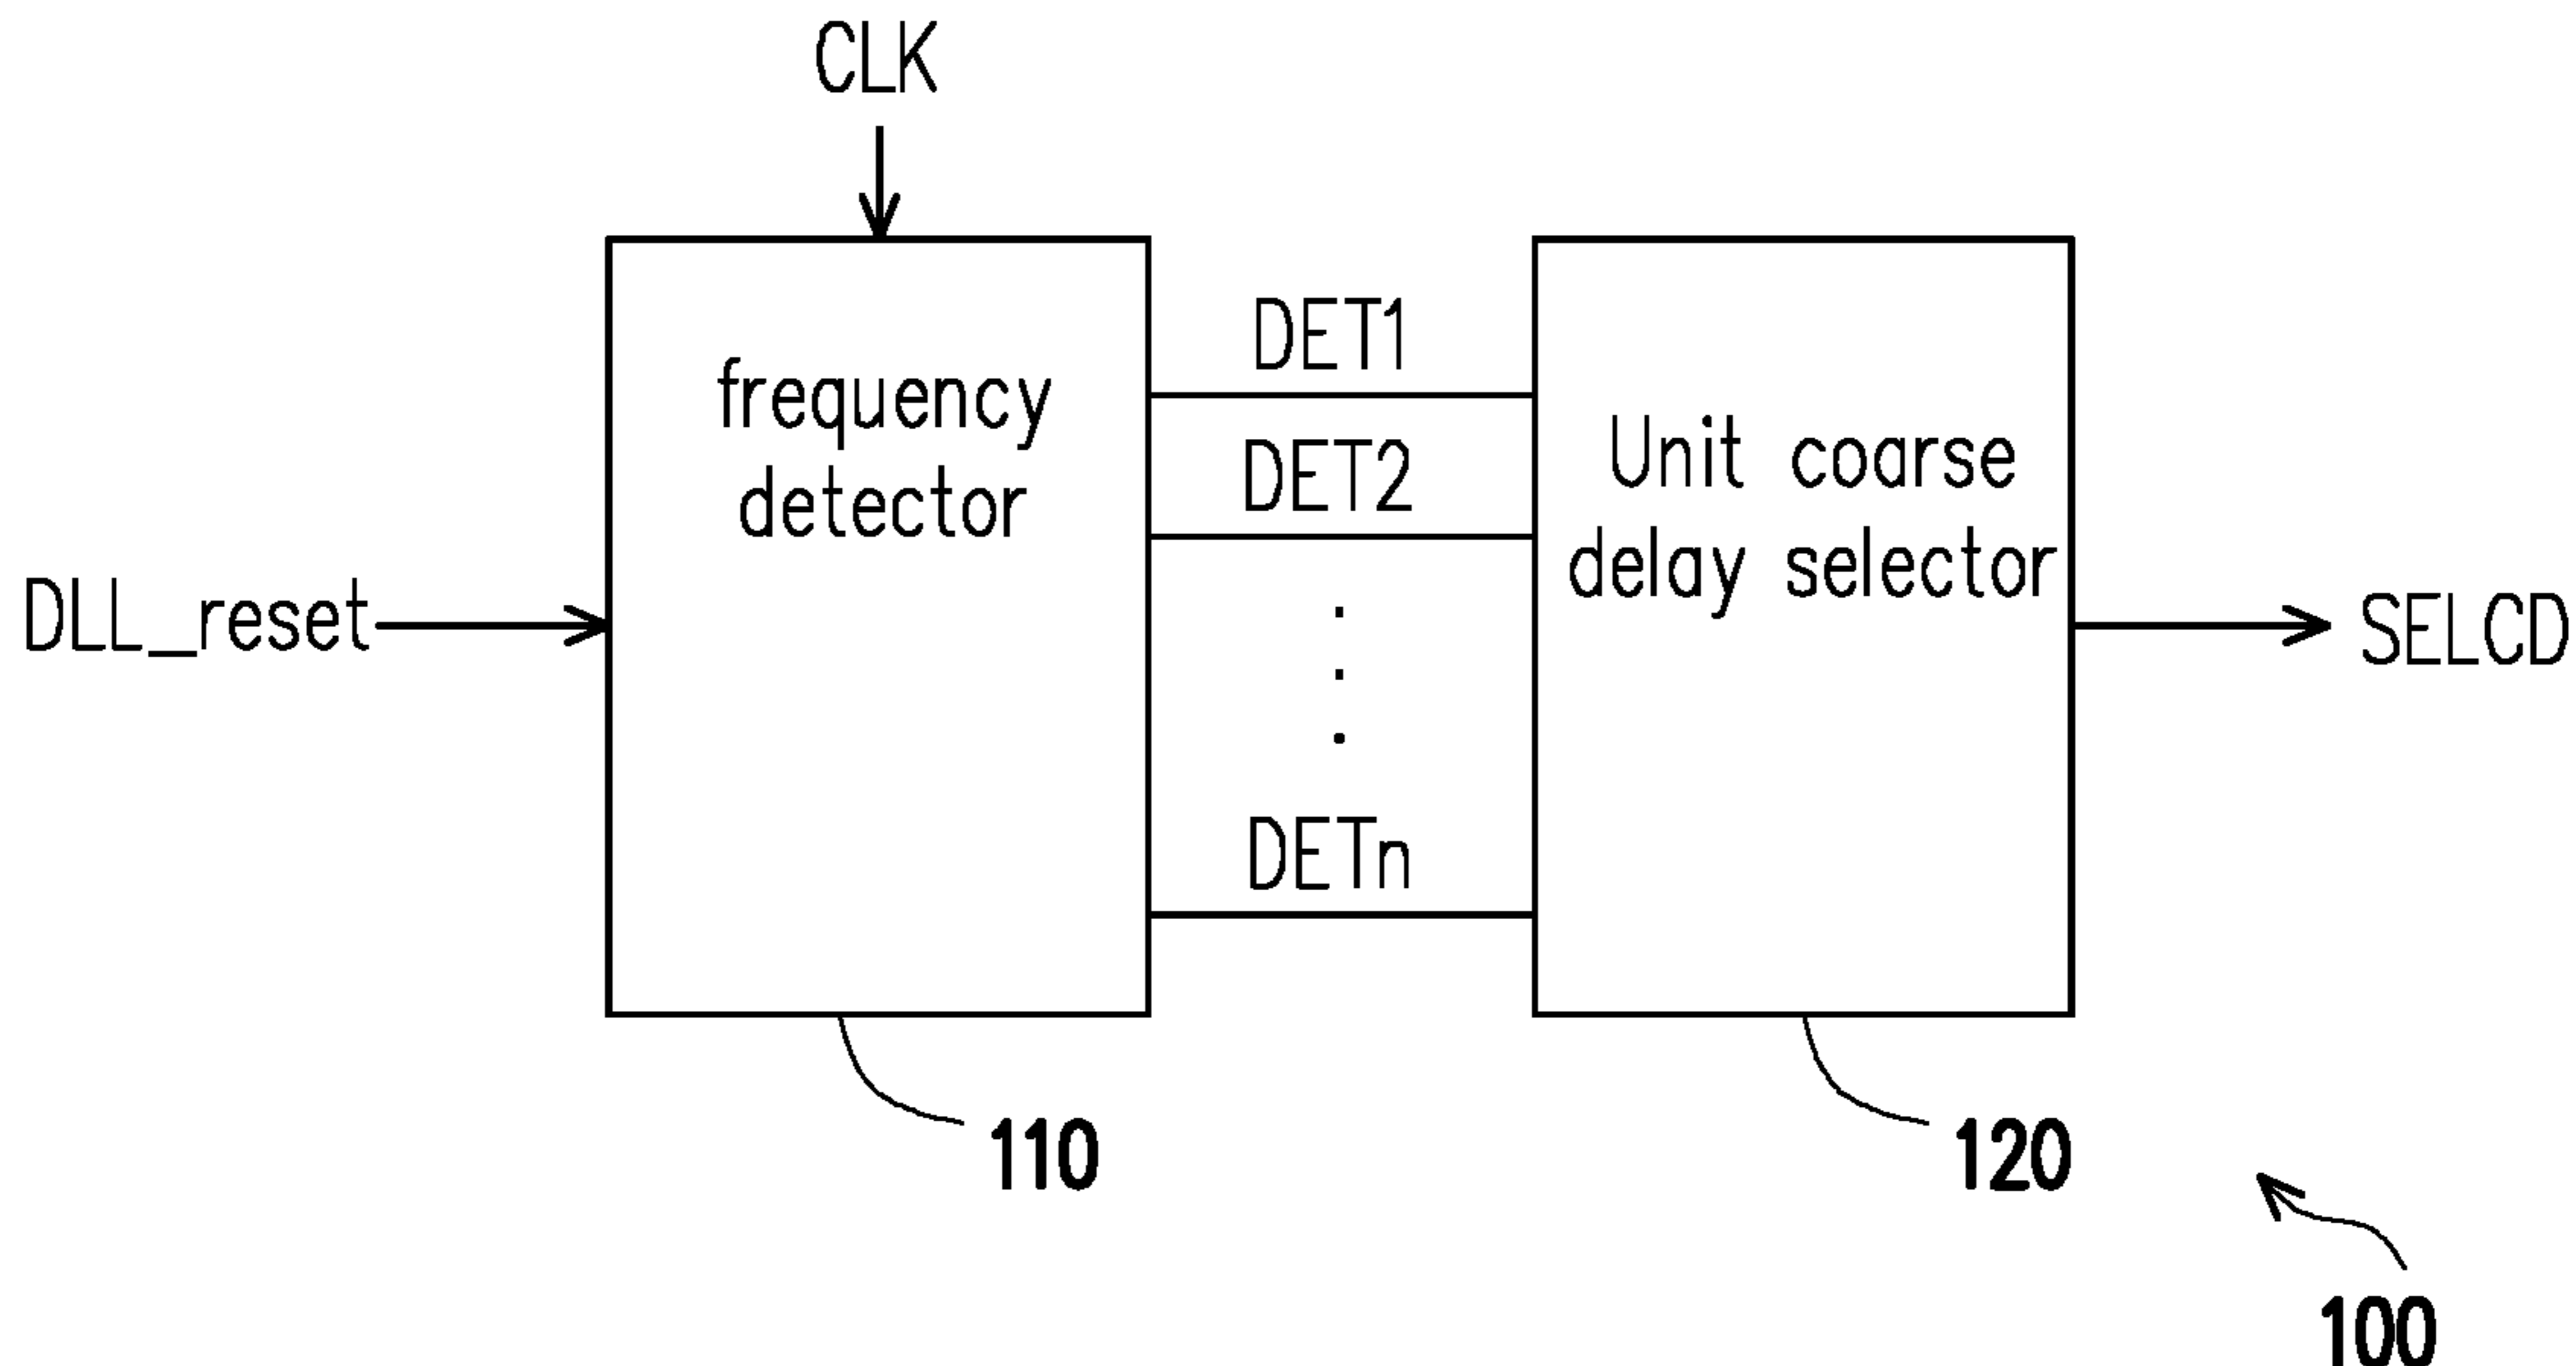 CLK
frequency
detector
DLL_reset
DET1
DET2
DETn
Unit coarse
delay selector
SELCD
110
120
100